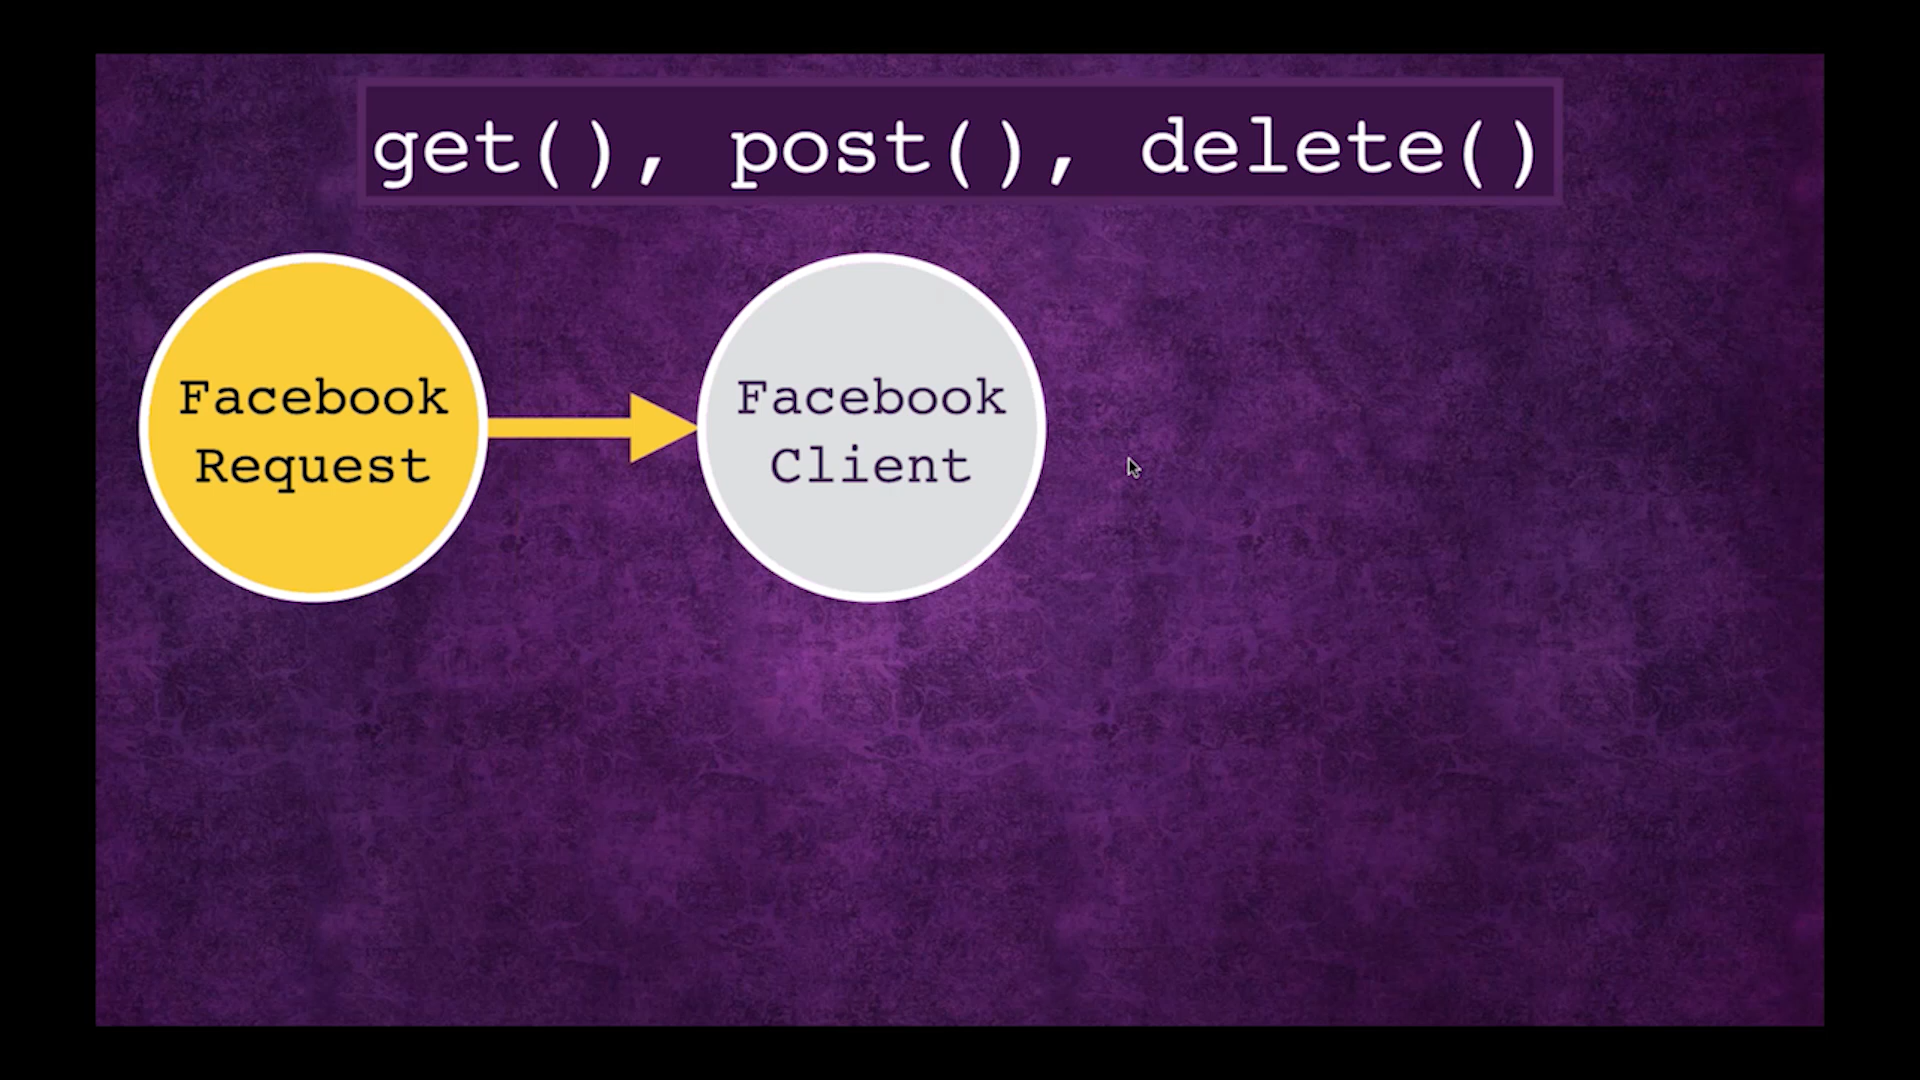 get(), post(), delete()
Facebook
Request
Facebook
Client